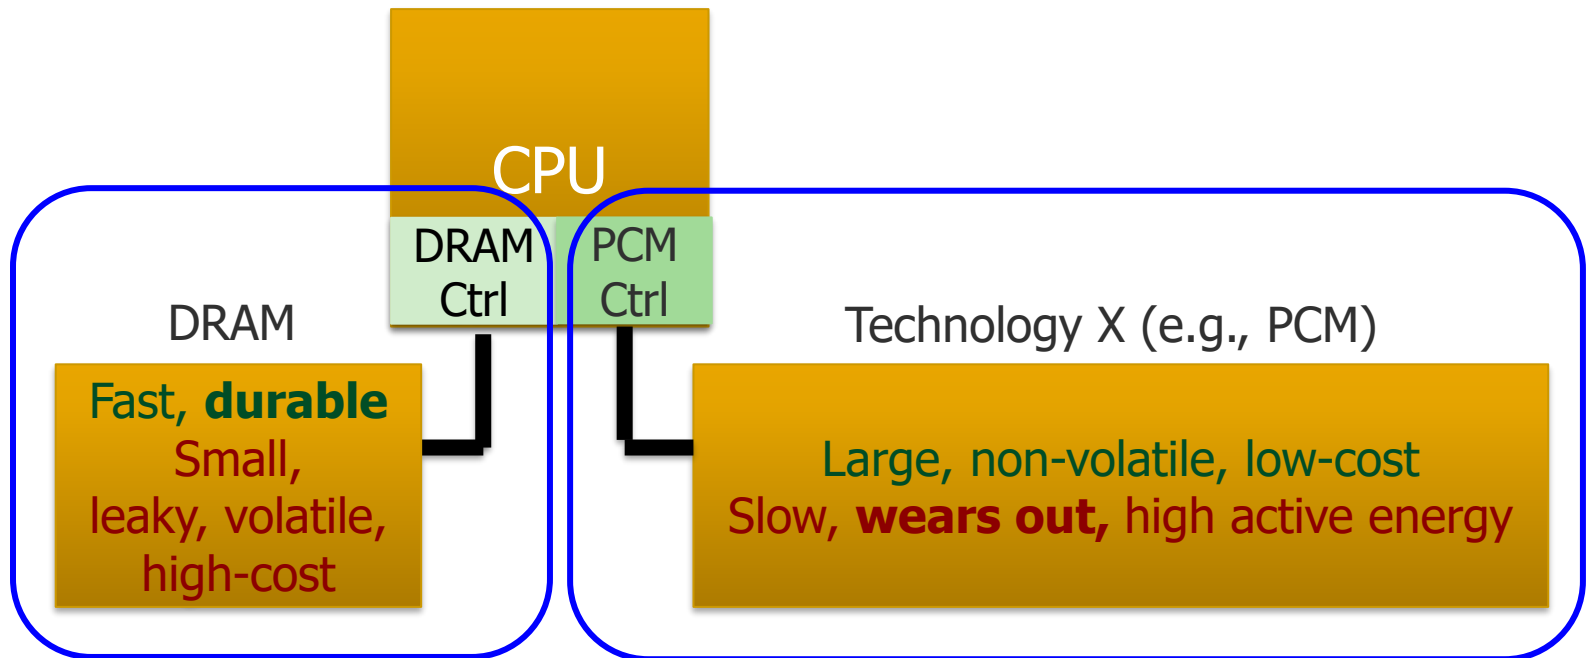 CPU
DRAM
Ctrl
PCM
Ctrl
DRAM
Fast, durable
Small,
leaky, volatile,
high-cost
Technology X (e.g., PCM)
Large, non-volatile, low-cost
Slow, wears out, high active energy